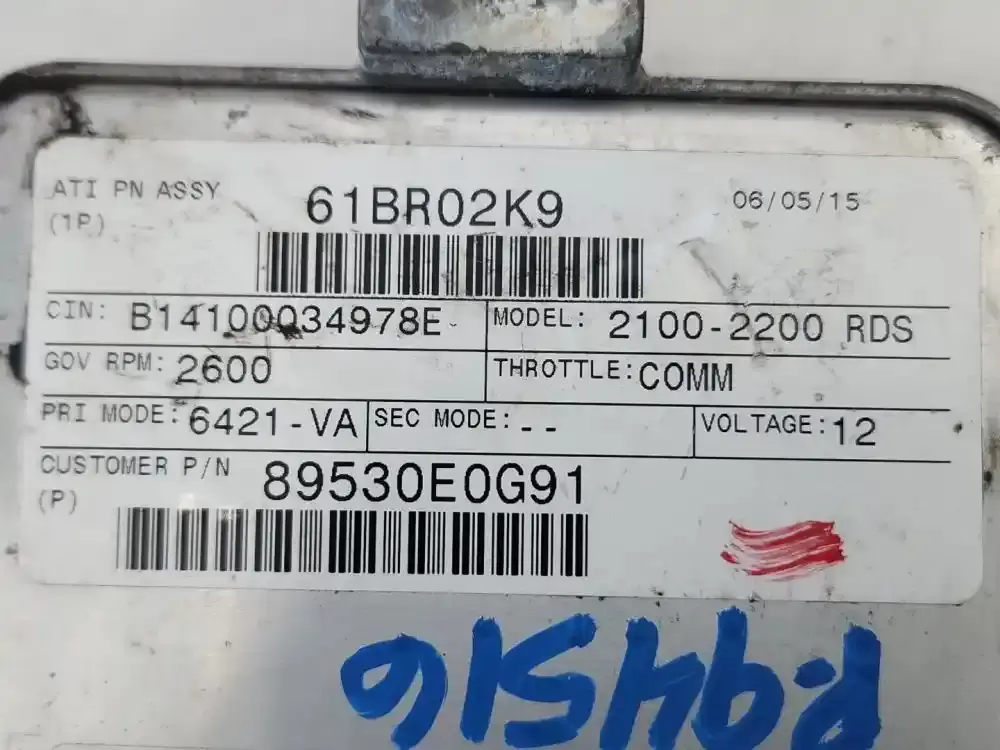 ATI PN ASSY 61BR02K9 06/05/15
(1P)
CIN: B14100034978E MODEL: 2100-2200 RDS
GOV RPM: 2600 THROTTLE: COMM
PRI MODE: 6421-VA SEC MODE: -- VOLTAGE: 12
CUSTOMER P/N 89530E0G91
(P)